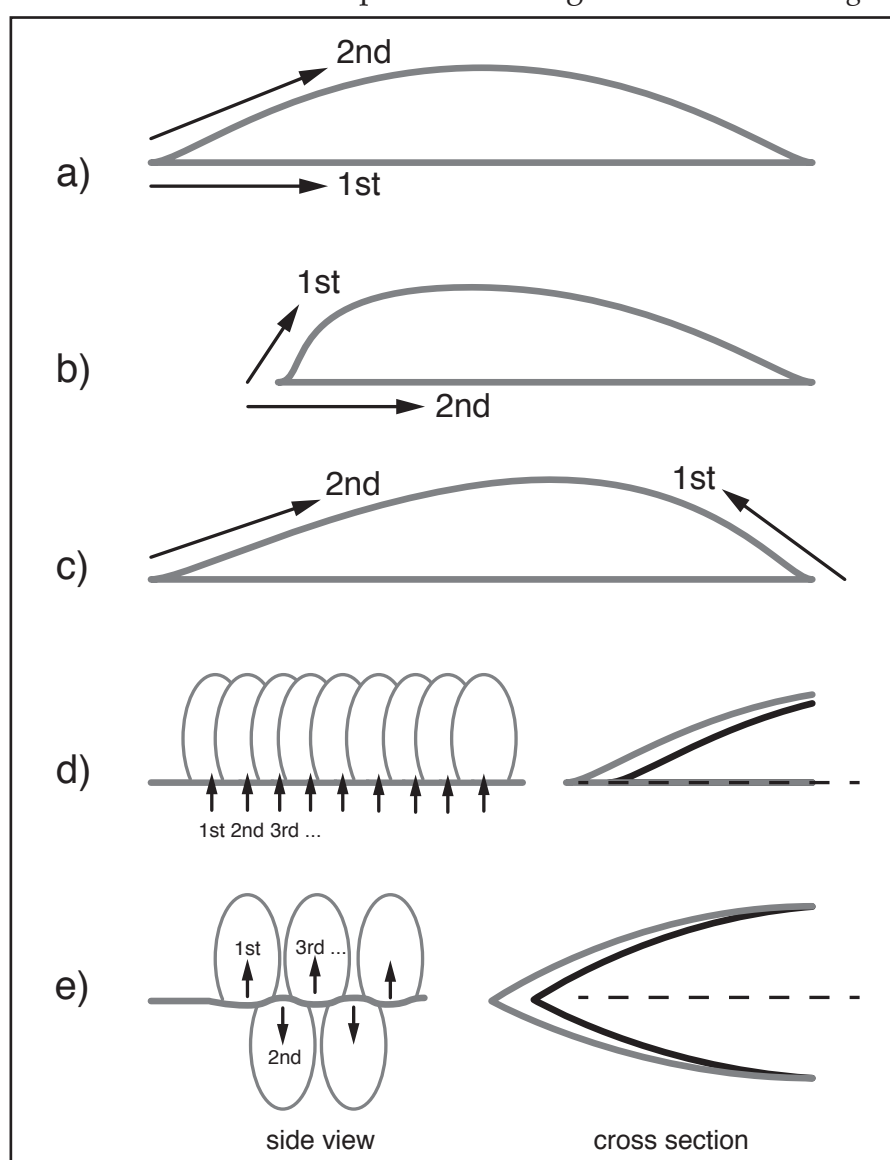 a)
2nd
1st
b)
1st
2nd
c)
2nd
1st
d)
1st 2nd 3rd ...
e)
1st
3rd ...
2nd
side view
cross section